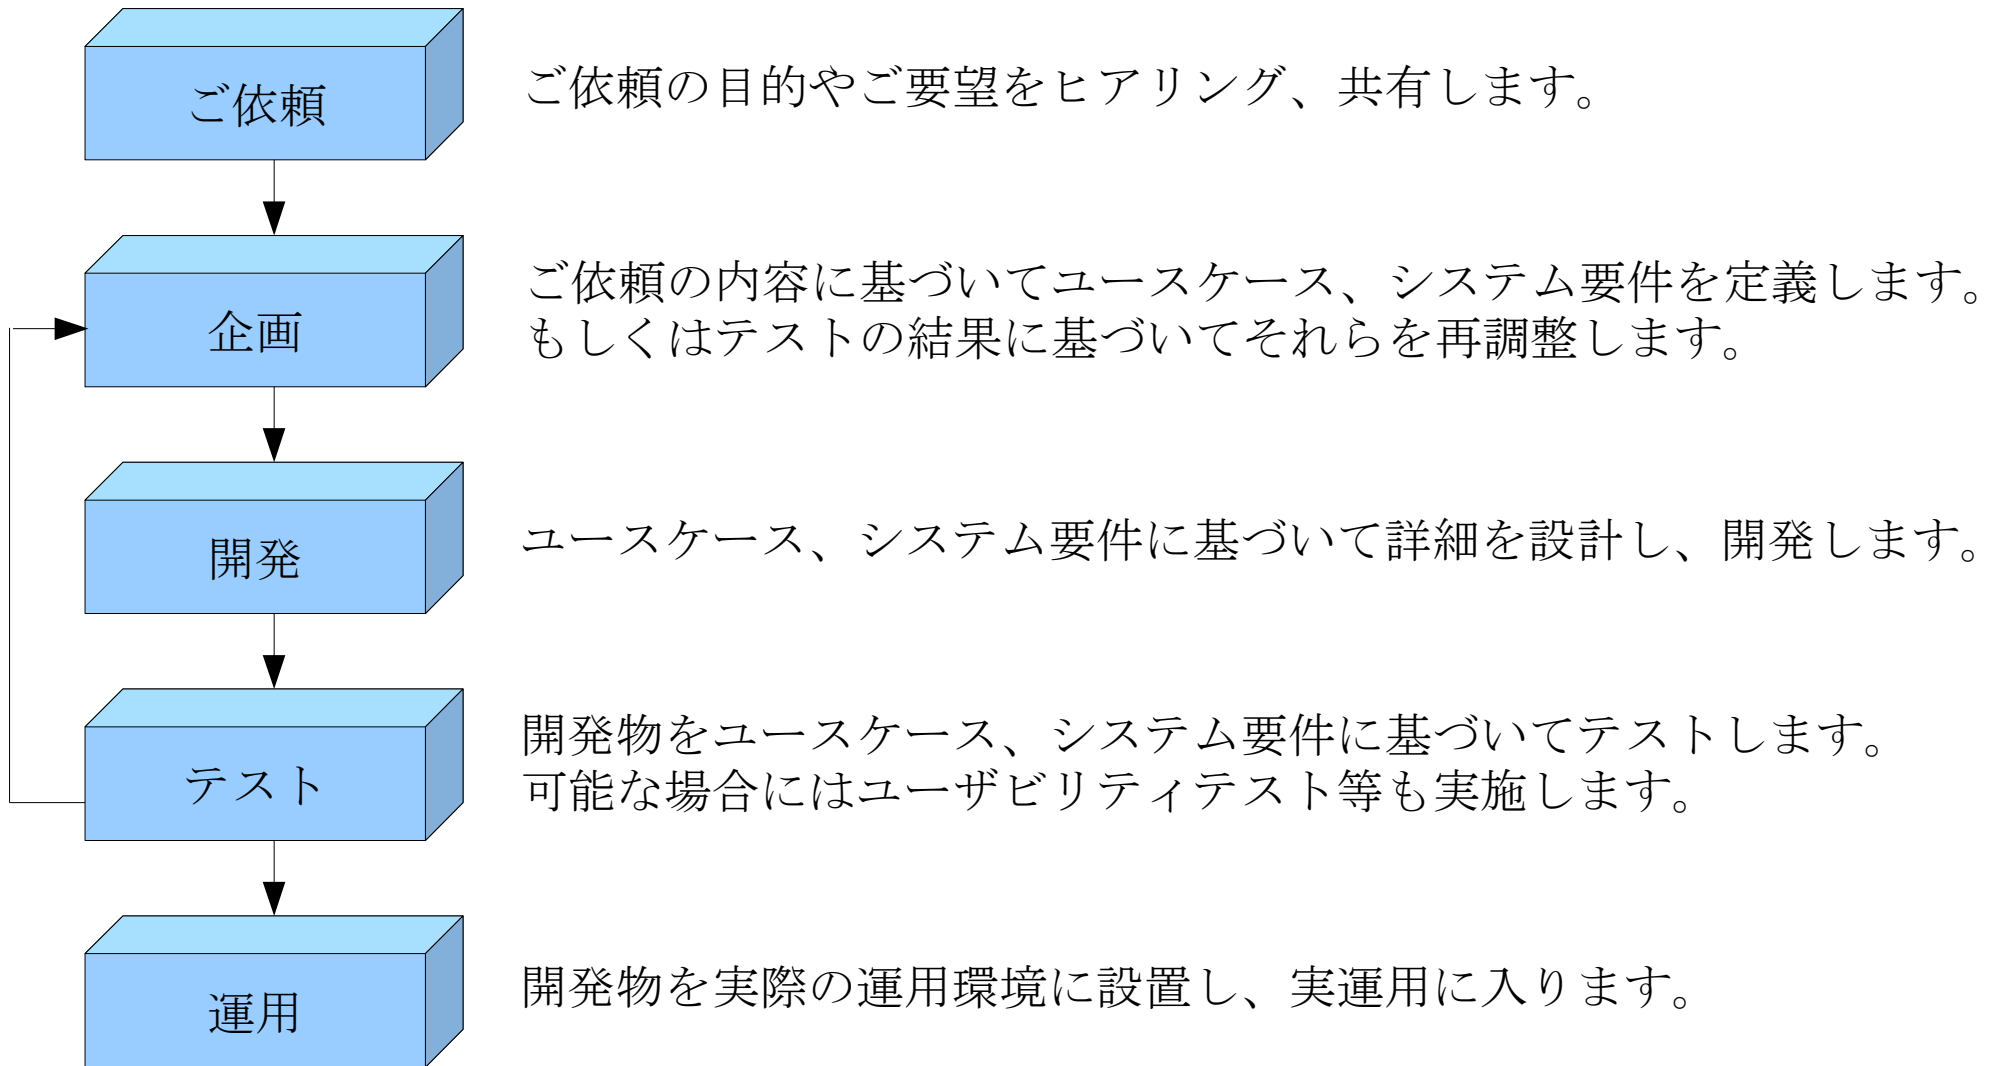 ご依頼
ご依頼の目的やご要望をヒアリング、共有します。
企画
ご依頼の内容に基づいてユースケース、システム要件を定義します。
もしくはテストの結果に基づいてそれらを再調整します。
開発
ユースケース、システム要件に基づいて詳細を設計し、開発します。
テスト
開発物をユースケース、システム要件に基づいてテストします。
可能な場合にはユーザビリティテスト等も実施します。
運用
開発物を実際の運用環境に設置し、実運用に入ります。